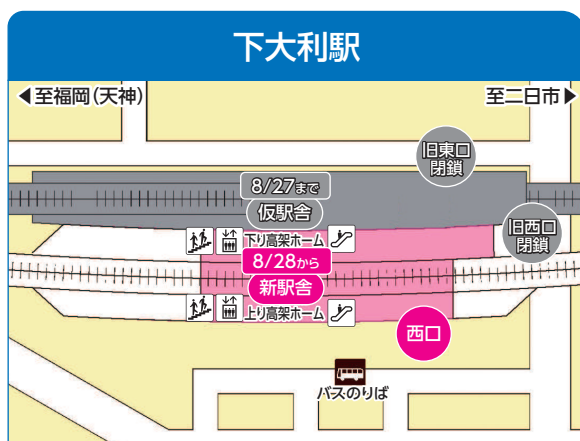 下大利駅
◀至福岡(天神)
至二日市▶
旧東口
閉鎖
8/27まで
仮駅舎
旧西口
閉鎖
下り高架ホーム
8/28から
新駅舎
上り高架ホーム
西口
バスのりば